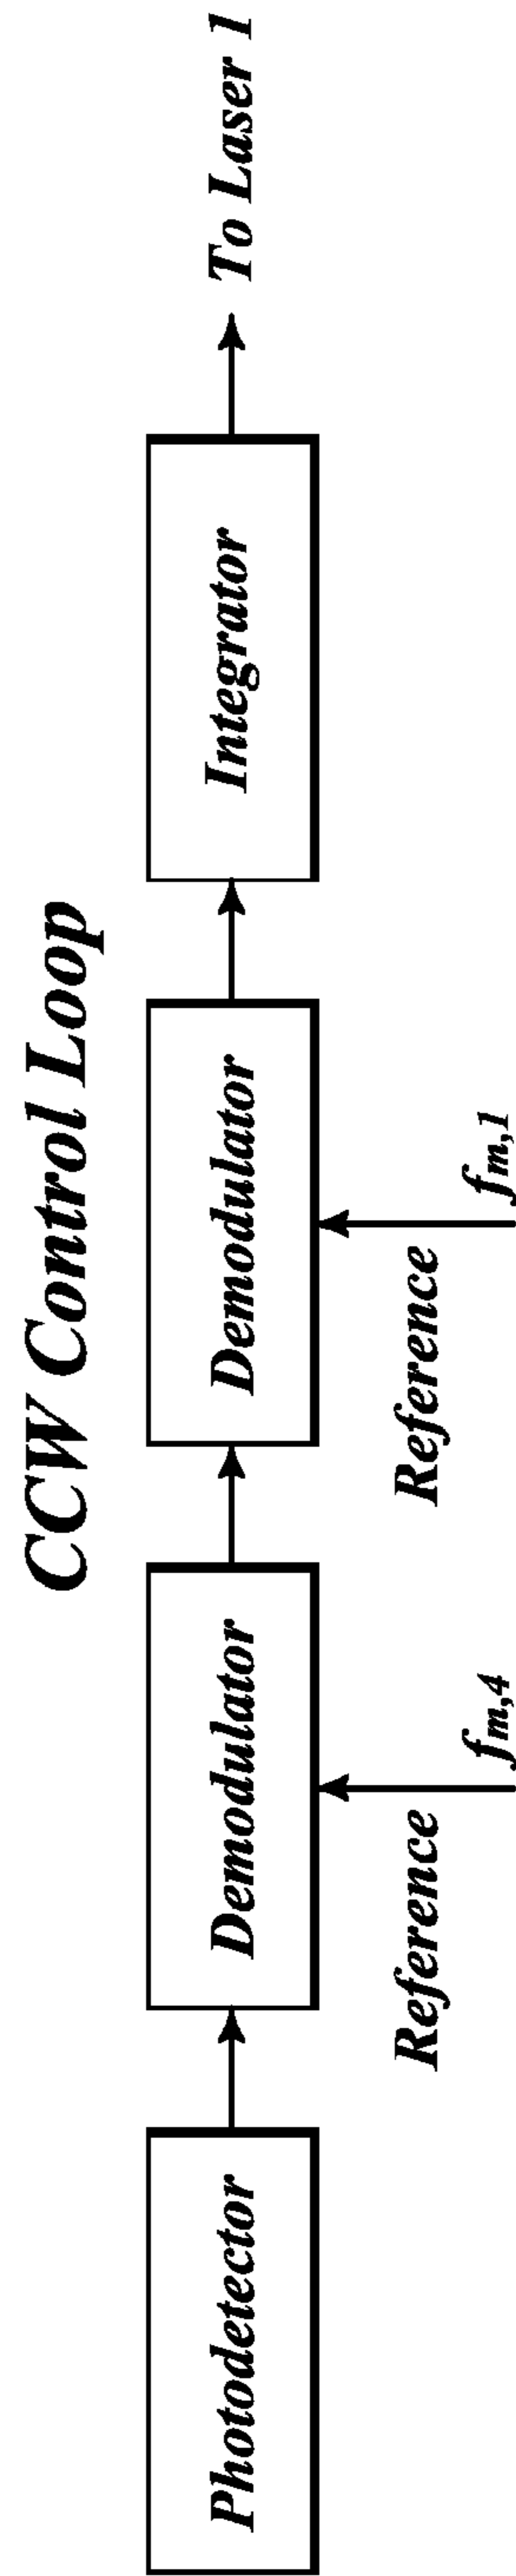 CCW Control Loop
Photodetector
Demodulator
Demodulator
Integrator
To Laser 1
Reference
fm,4
Reference
fm,1